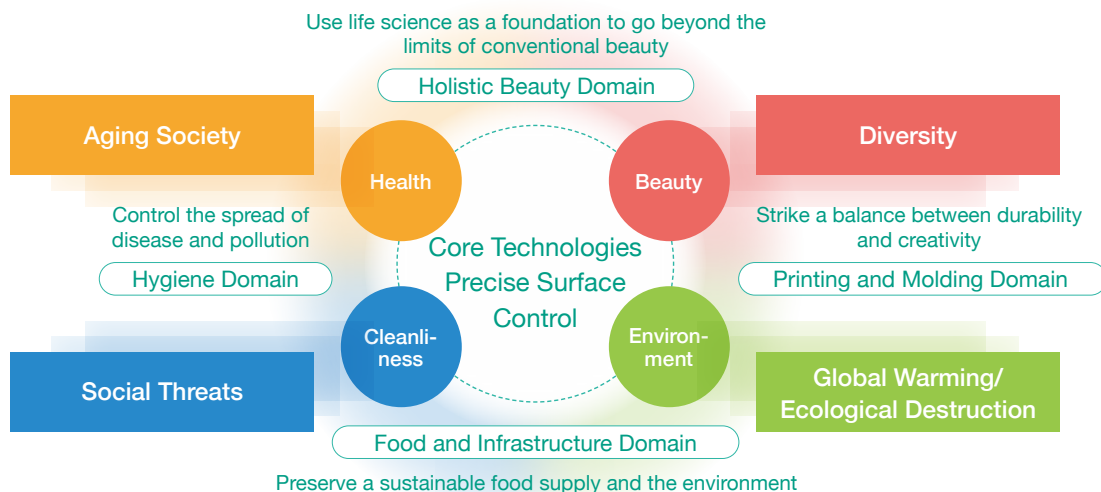 Use life science as a foundation to go beyond the
limits of conventional beauty
Holistic Beauty Domain
Aging Society
Diversity
Health
Beauty
Control the spread of
disease and pollution
Hygiene Domain
Core Technologies
Precise Surface
Control
Strike a balance between durability
and creativity
Printing and Molding Domain
Cleanli-
ness
Environ-
ment
Social Threats
Global Warming/
Ecological Destruction
Food and Infrastructure Domain
Preserve a sustainable food supply and the environment